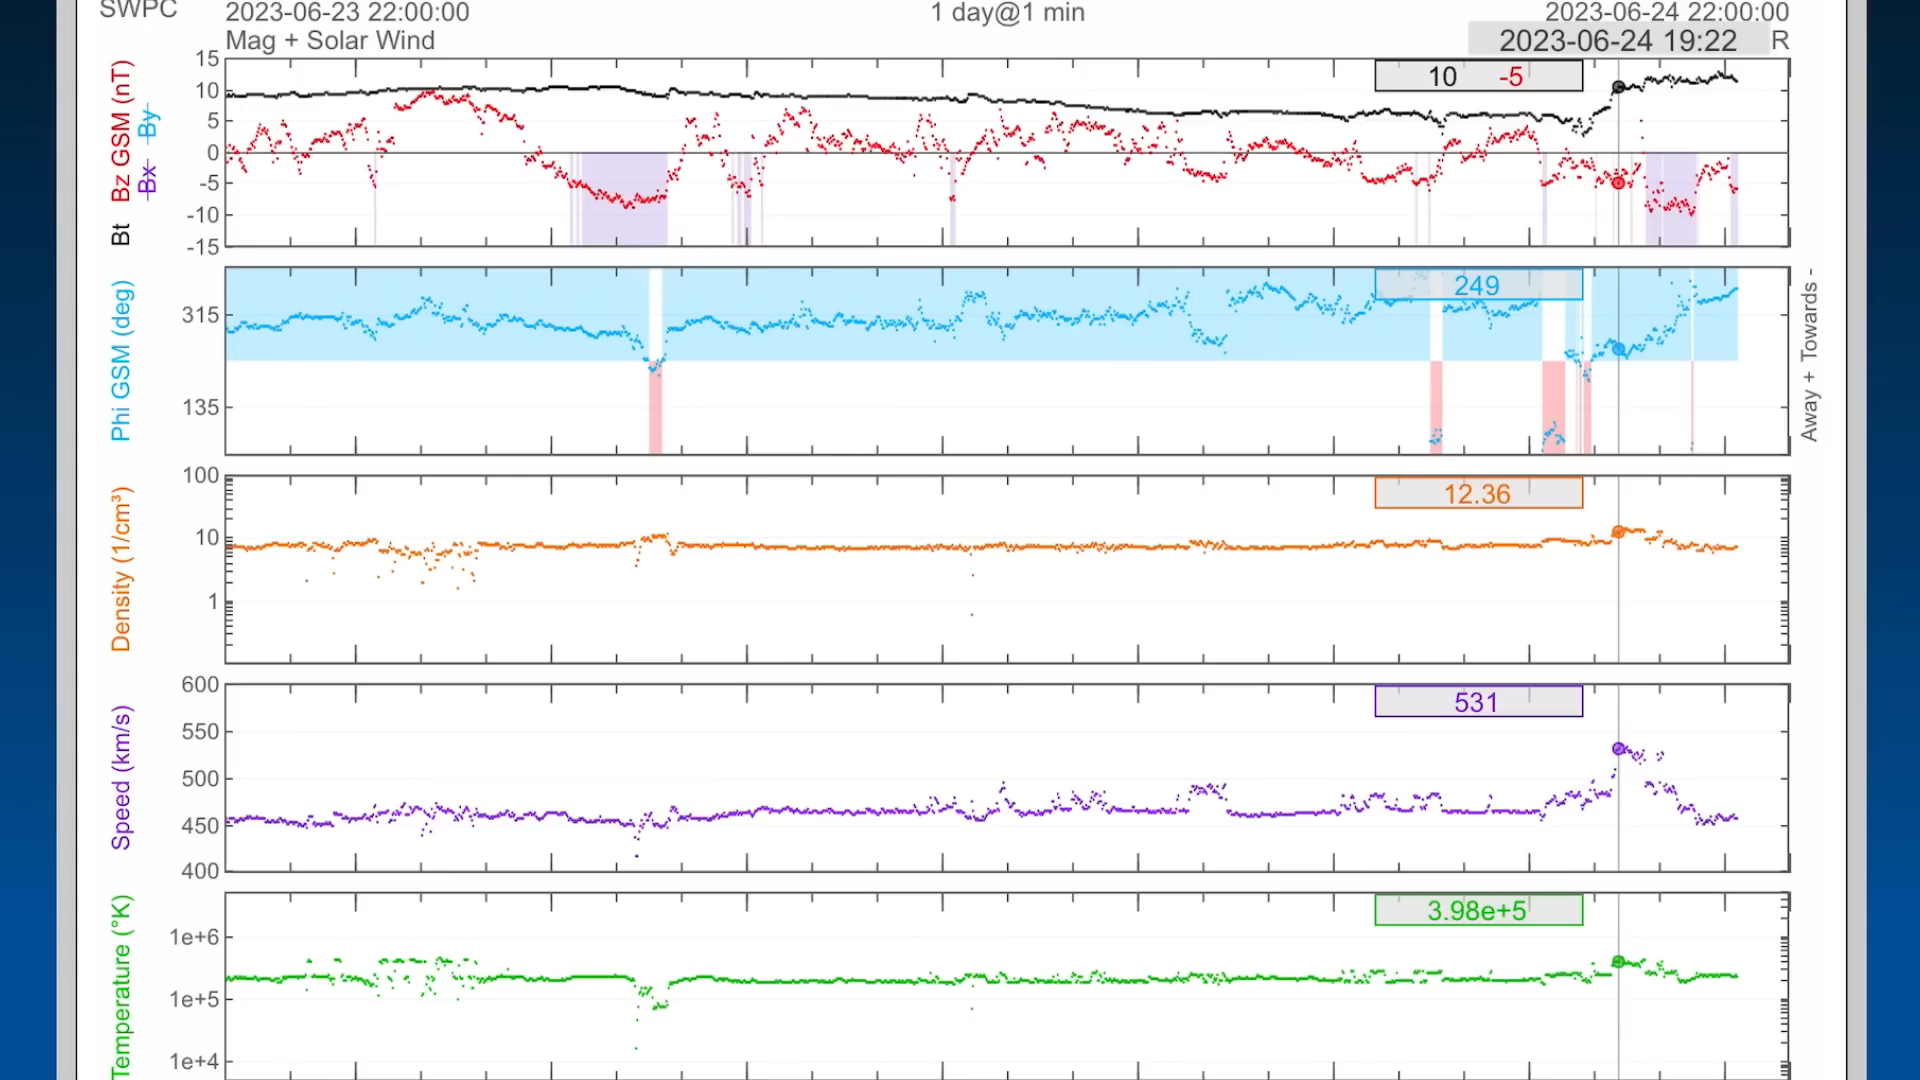 SWPC 2023-06-23 22:00:00 1 day@1 min 2023-06-24 22:00:00
Mag + Solar Wind 2023-06-24 19:22 R
Bt Bz GSM (nT)
Bx By
15
10
5
0
-5
-10
-15
10 -5
Phi GSM (deg)
315
135
249
Away + Towards -
Density (1/cm³)
100
10
1
12.36
Speed (km/s)
600
550
500
450
400
531
Temperature (°K)
1e+6
1e+5
1e+4
3.98e+5